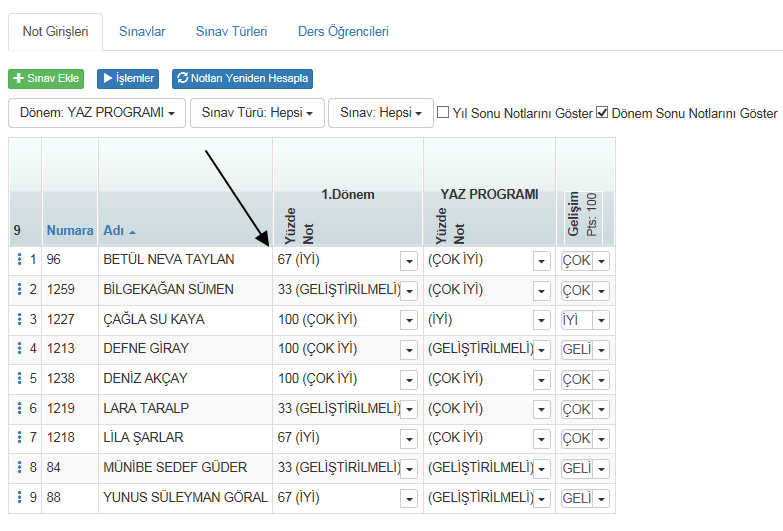 Not Girişleri Sınavlar Sınav Türleri Ders Öğrencileri
Sınav Ekle İşlemler Notları Yeniden Hesapla
Dönem: YAZ PROGRAMI Sınav Türü: Hepsi Sınav: Hepsi Yıl Sonu Notlarını Göster Dönem Sonu Notlarını Göster
1.Dönem YAZ PROGRAMI
9 Numara Adı Yüzde Not Yüzde Not Gelişim Pts: 100
1 96 BETÜL NEVA TAYLAN 67 (İYİ) (ÇOK İYİ) ÇOK
2 1259 BİLGEKAĞAN SÜMEN 33 (GELİŞTİRİLMELİ) (ÇOK İYİ) ÇOK
3 1227 ÇAĞLA SU KAYA 100 (ÇOK İYİ) (İYİ) İYİ
4 1213 DEFNE GİRAY 100 (ÇOK İYİ) (GELİŞTİRİLMELİ) GELİ
5 1238 DENİZ AKÇAY 100 (ÇOK İYİ) (ÇOK İYİ) ÇOK
6 1219 LARA TARALP 33 (GELİŞTİRİLMELİ) (ÇOK İYİ) ÇOK
7 1218 LİLA ŞARLAR 67 (İYİ) (ÇOK İYİ) ÇOK
8 84 MÜNİBE SEDEF GÜDER 33 (GELİŞTİRİLMELİ) (GELİŞTİRİLMELİ) GELİ
9 88 YUNUS SÜLEYMAN GÖRAL 67 (İYİ) (GELİŞTİRİLMELİ) GELİ